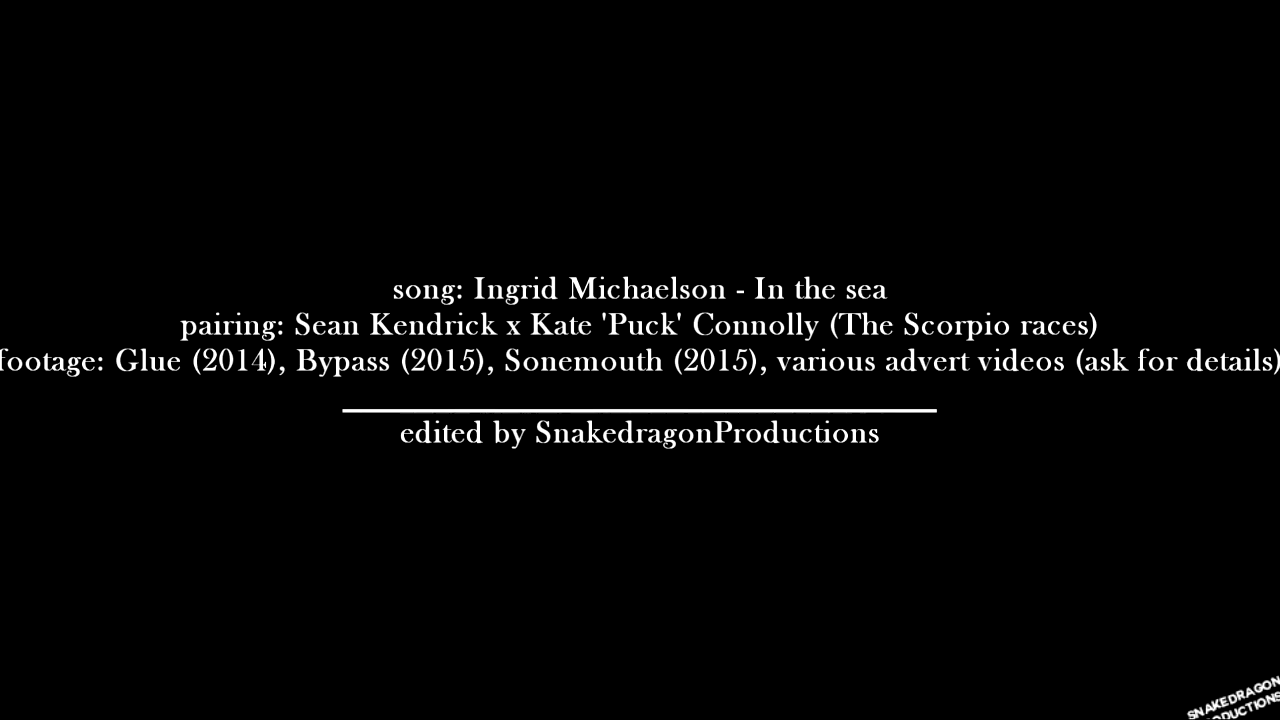 song: Ingrid Michaelson - In the sea
pairing: Sean Kendrick x Kate 'Puck' Connolly (The Scorpio races)
footage: Glue (2014), Bypass (2015), Sonemouth (2015), various advert videos (ask for details)
edited by SnakedragonProductions
SNAKEDRAGON
PRODUCTIONS